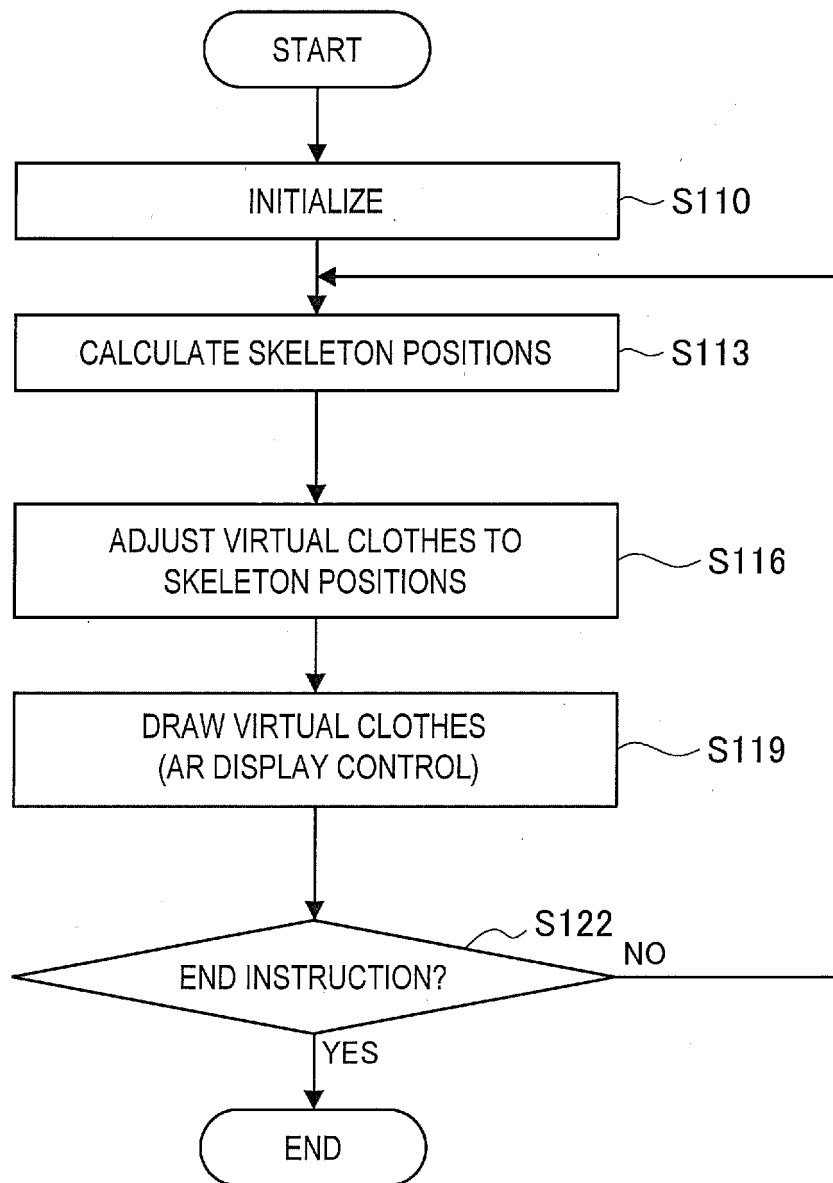 START
INITIALIZE
S110
CALCULATE SKELETON POSITIONS
S113
ADJUST VIRTUAL CLOTHES TO
SKELETON POSITIONS
S116
DRAW VIRTUAL CLOTHES
(AR DISPLAY CONTROL)
S119
S122
END INSTRUCTION?
NO
YES
END